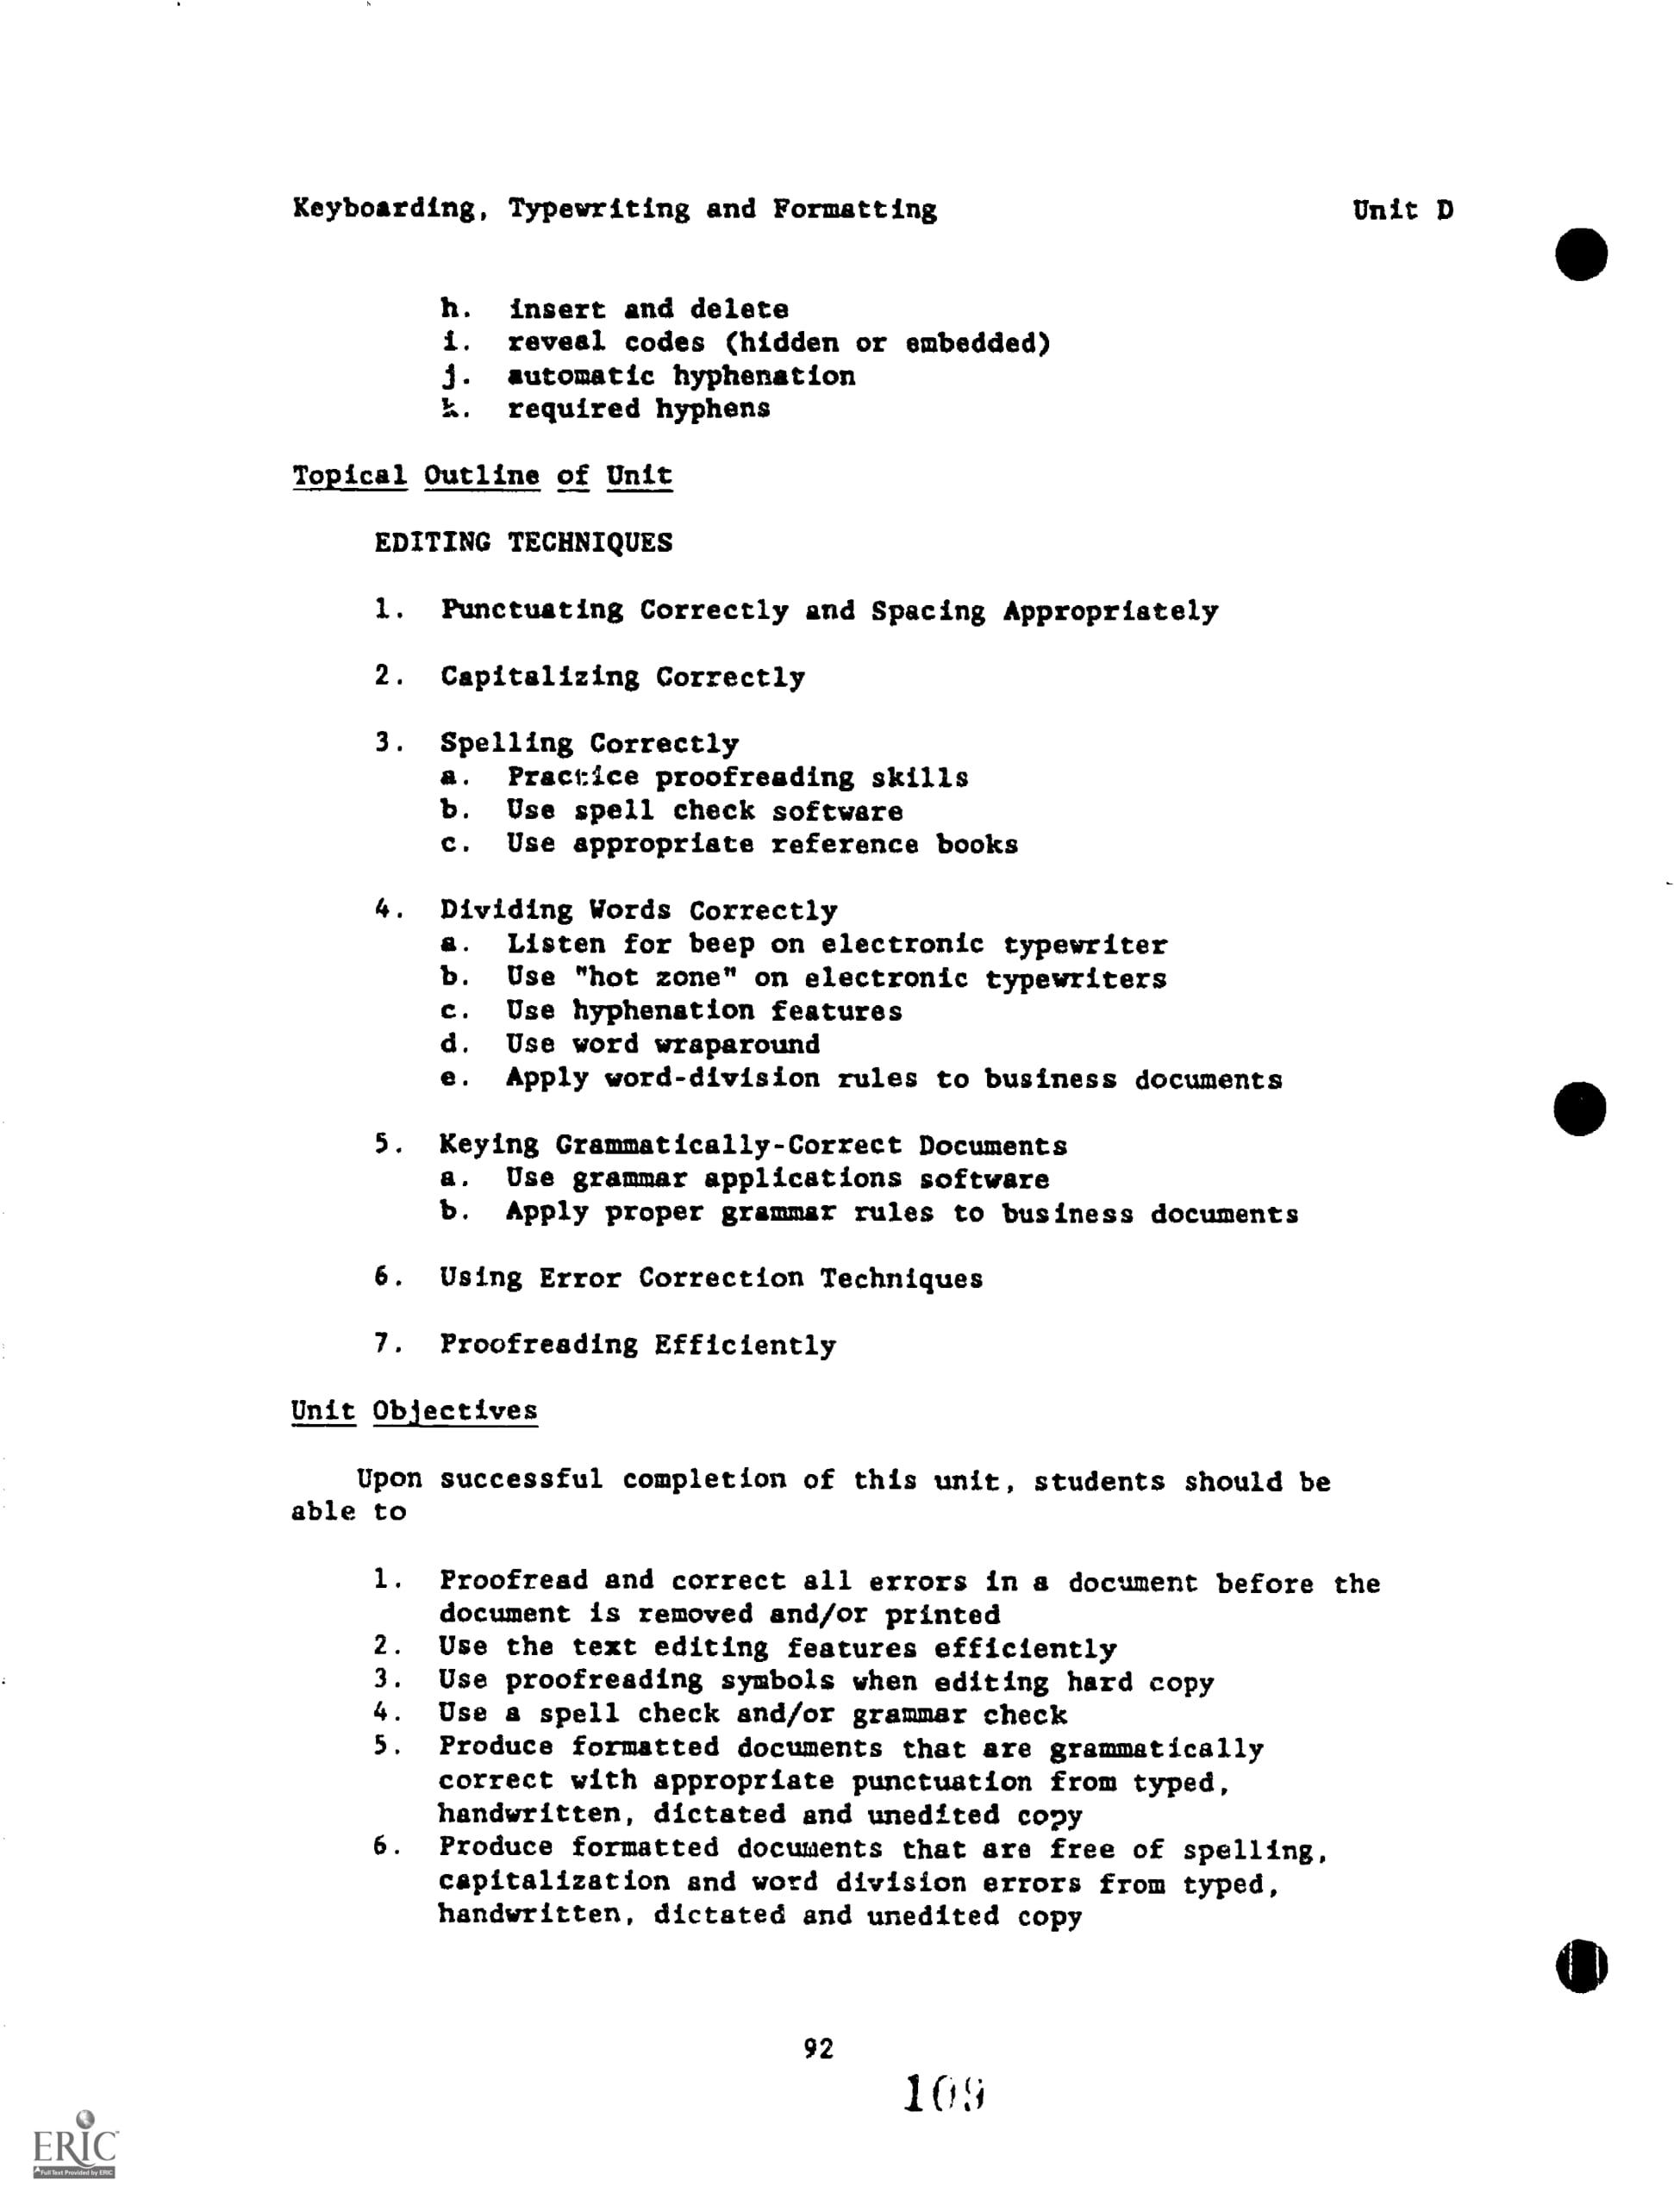 Keyboarding, Typewriting and Formatting Unit D
h. insert and delete
i. reveal codes (hidden or embedded)
j. automatic hyphenation
k. required hyphens
Topical Outline of Unit
EDITING TECHNIQUES
1. Punctuating Correctly and Spacing Appropriately
2. Capitalizing Correctly
3. Spelling Correctly
a. Practice proofreading skills
b. Use spell check software
c. Use appropriate reference books
4. Dividing Words Correctly
a. Listen for beep on electronic typewriter
b. Use "hot zone" on electronic typewriters
c. Use hyphenation features
d. Use word wraparound
e. Apply word-division rules to business documents
5. Keying Grammatically-Correct Documents
a. Use grammar applications software
b. Apply proper grammar rules to business documents
6. Using Error Correction Techniques
7. Proofreading Efficiently
Unit Objectives
Upon successful completion of this unit, students should be
able to
1. Proofread and correct all errors in a document before the
document is removed and/or printed
2. Use the text editing features efficiently
3. Use proofreading symbols when editing hard copy
4. Use a spell check and/or grammar check
5. Produce formatted documents that are grammatically
correct with appropriate punctuation from typed,
handwritten, dictated and unedited copy
6. Produce formatted documents that are free of spelling,
capitalization and word division errors from typed,
handwritten, dictated and unedited copy
92
109
ERIC
Full Text Provided by ERIC